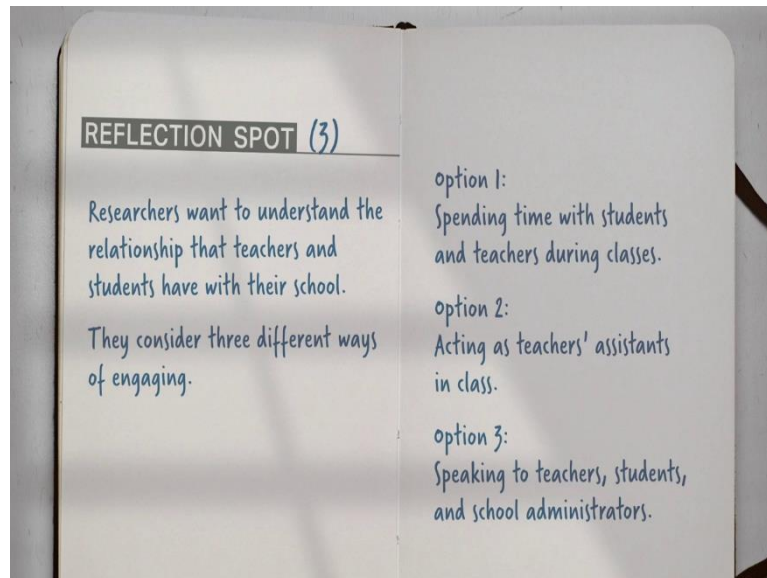 REFLECTION SPOT (3)
Researchers want to understand the
relationship that teachers and
students have with their school.
They consider three different ways
of engaging.
Option 1:
Spending time with students
and teachers during classes.
Option 2:
Acting as teachers' assistants
in class.
Option 3:
Speaking to teachers, students,
and school administrators.